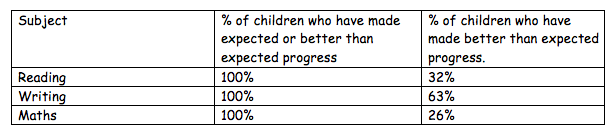 Subject % of children who have made % of children who have
expected or better than made better than expected
expected progress progress.
Reading 100% 32%
Writing 100% 63%
Maths 100% 26%